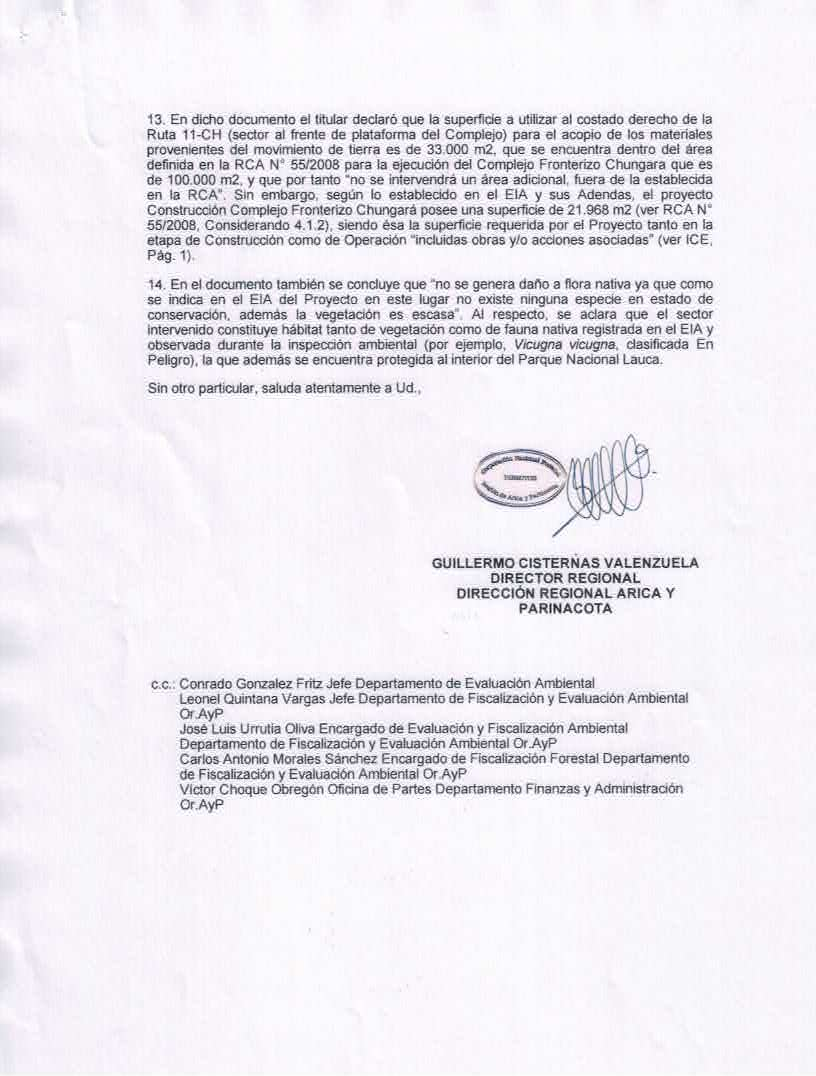 13. En dicho documento el titular declaró que la superficie a utilizar al costado derecho de la
Ruta 11-CH (sector al frente de plataforma del Complejo) para el acopio de los materiales
provenientes del movimiento de tierra es de 33.000 m2, que se encuentra dentro del área
definida en la RCA N° 55/2008 para la ejecución del Complejo Fronterizo Chungara que es
de 100.000 m2, y que por tanto "no se intervendrá un área adicional, fuera de la establecida
en la RCA". Sin embargo, según lo establecido en el EIA y sus Adendas, el proyecto
Construcción Complejo Fronterizo Chungará posee una superficie de 21.968 m2 (ver RCA N°
55/2008, Considerando 4.1.2), siendo ésa la superficie requerida por el Proyecto tanto en la
etapa de Construcción como de Operación "incluidas obras y/o acciones asociadas" (ver ICE,
Pág. 1).
14. En el documento también se concluye que "no se genera daño a flora nativa ya que como
se indica en el EIA del Proyecto en este lugar no existe ninguna especie en estado de
conservación, además la vegetación es escasa". Al respecto, se aclara que el sector
intervenido constituye hábitat tanto de vegetación como de fauna nativa registrada en el EIA y
observada durante la inspección ambiental (por ejemplo, Vicugna vicugna, clasificada En
Peligro), la que además se encuentra protegida al interior del Parque Nacional Lauca.
Sin otro particular, saluda atentamente a Ud.,
Corporación Nacional Forestal
Región de Arica y Parinacota
GUILLERMO CISTERNAS VALENZUELA
DIRECTOR REGIONAL
DIRECCIÓN REGIONAL ARICA Y
PARINACOTA
c.c.: Conrado Gonzalez Fritz Jefe Departamento de Evaluación Ambiental
Leonel Quintana Vargas Jefe Departamento de Fiscalización y Evaluación Ambiental
Or.AyP
José Luis Urrutia Oliva Encargado de Evaluación y Fiscalización Ambiental
Departamento de Fiscalización y Evaluación Ambiental Or.AyP
Carlos Antonio Morales Sánchez Encargado de Fiscalización Forestal Departamento
de Fiscalización y Evaluación Ambiental Or.AyP
Víctor Choque Obregón Oficina de Partes Departamento Finanzas y Administración
Or.AyP